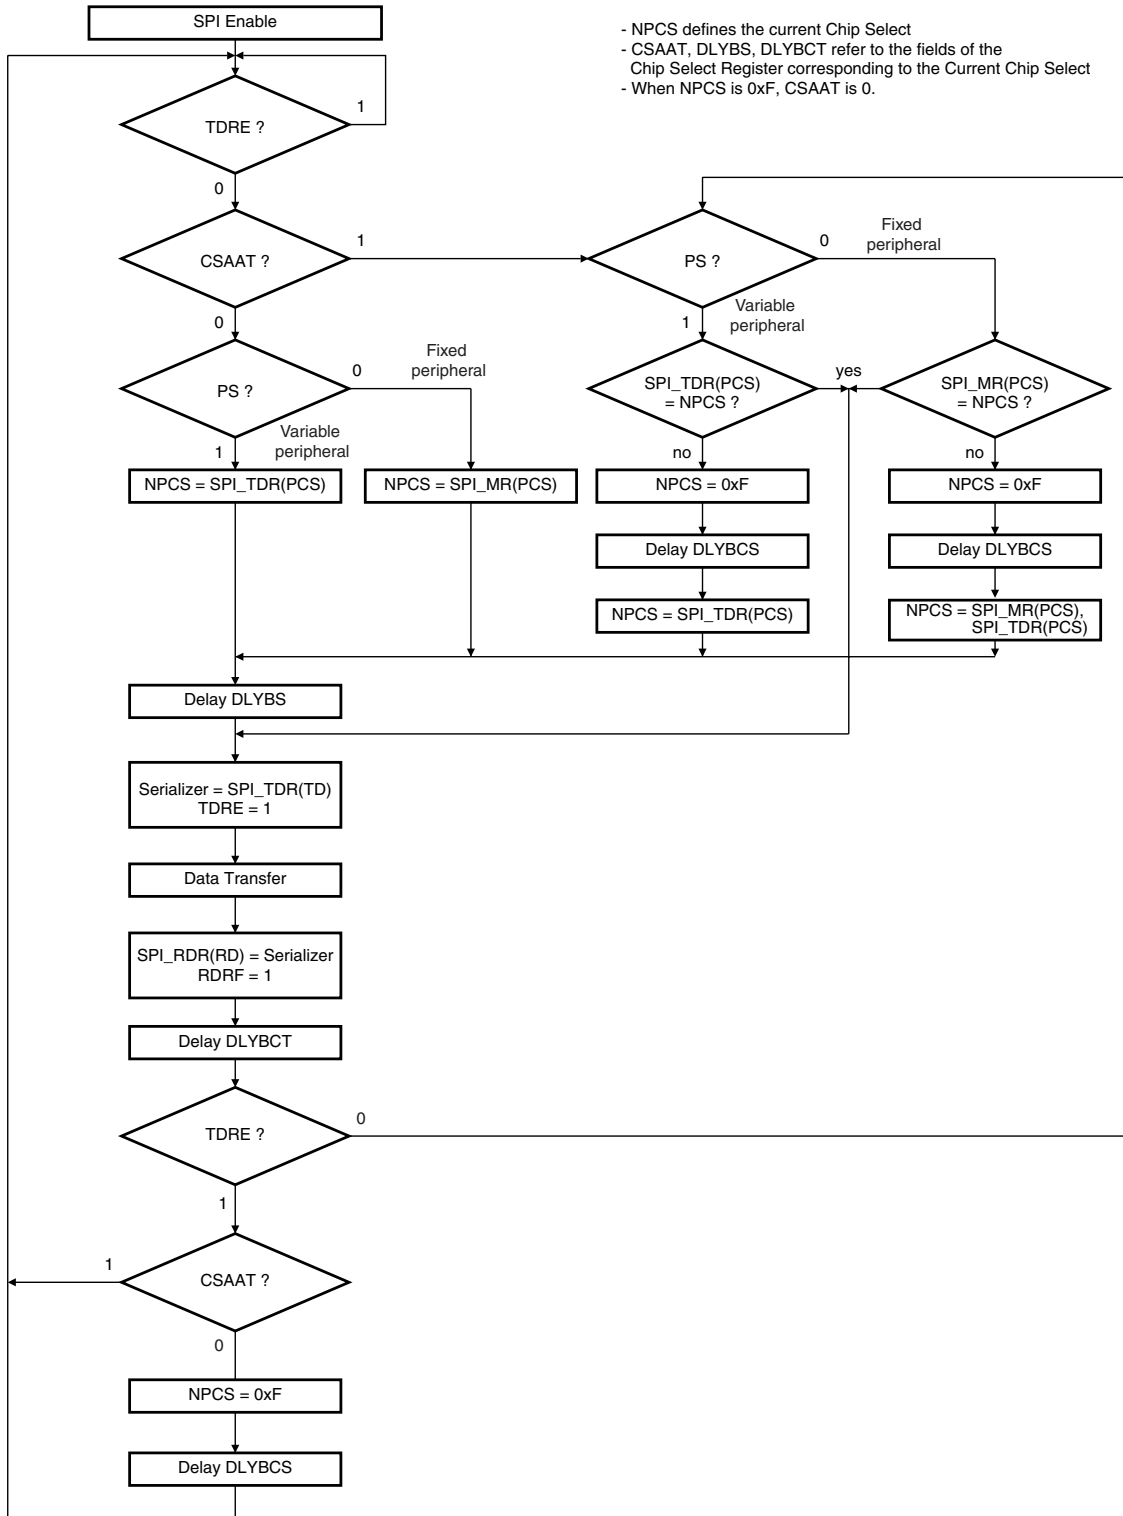 SPI Enable
- NPCS defines the current Chip Select
- CSAAT, DLYBS, DLYBCT refer to the fields of the
Chip Select Register corresponding to the Current Chip Select
- When NPCS is 0xF, CSAAT is 0.
1
TDRE ?
0
1
CSAAT ?
0
PS ?
0
Fixed
peripheral
1
Variable
peripheral
0
Fixed
peripheral
PS ?
1
Variable
peripheral
SPI_TDR(PCS)
= NPCS ?
yes
SPI_MR(PCS)
= NPCS ?
no
no
NPCS = SPI_TDR(PCS)
NPCS = SPI_MR(PCS)
NPCS = 0xF
NPCS = 0xF
Delay DLYBCS
Delay DLYBCS
NPCS = SPI_TDR(PCS)
NPCS = SPI_MR(PCS),
SPI_TDR(PCS)
Delay DLYBS
Serializer = SPI_TDR(TD)
TDRE = 1
Data Transfer
SPI_RDR(RD) = Serializer
RDRF = 1
Delay DLYBCT
0
TDRE ?
1
1
CSAAT ?
0
NPCS = 0xF
Delay DLYBCS